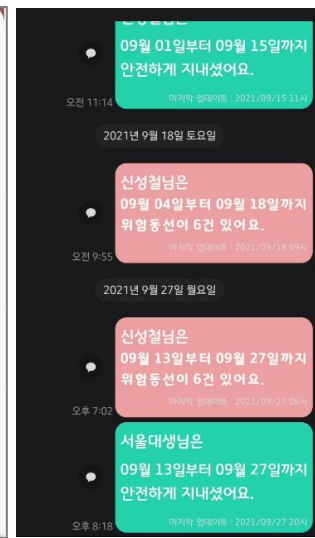 09월 01일부터 09월 15일까지
안전하게 지내셨어요.
오전 11:14
마지막 업데이트 : 2021/09/15 11시
2021년 9월 18일 토요일
신성철님은
09월 04일부터 09월 18일까지
위험동선이 6건 있어요.
오전 9:55
마지막 업데이트 : 2021/09/18 09시
2021년 9월 27일 월요일
신성철님은
09월 13일부터 09월 27일까지
위험동선이 6건 있어요.
오후 7:02
마지막 업데이트 : 2021/09/27 06시
서울대생님은
09월 13일부터 09월 27일까지
안전하게 지내셨어요.
오후 8:18
마지막 업데이트 : 2021/09/27 20시